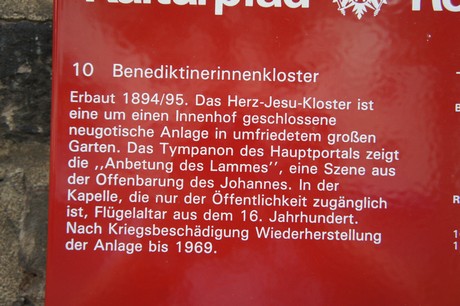 Kulturpfad
10 Benediktinerinnenkloster
Erbaut 1894/95. Das Herz-Jesu-Kloster ist
eine um einen Innenhof geschlossene
neugotische Anlage in umfriedetem großen
Garten. Das Tympanon des Hauptportals zeigt
die ,,Anbetung des Lammes", eine Szene aus
der Offenbarung des Johannes. In der
Kapelle, die nur der Öffentlichkeit zugänglich
ist, Flügelaltar aus dem 16. Jahrhundert.
Nach Kriegsbeschädigung Wiederherstellung
der Anlage bis 1969.